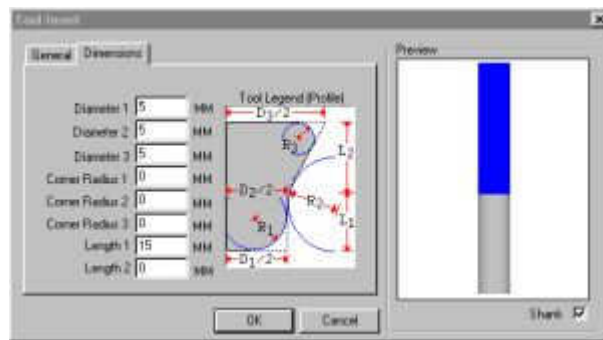 Tool Insert
General Dimensions
Diameter 1 5 MM
Diameter 2 5 MM
Diameter 3 5 MM
Corner Radius 1 0 MM
Corner Radius 2 0 MM
Corner Radius 3 0 MM
Length 1 15 MM
Length 2 0 MM
Tool Legend (Profile)
D3/2
R3
L2
D2/2
R2
L1
R1
D1/2
OK Cancel
Preview
Shank